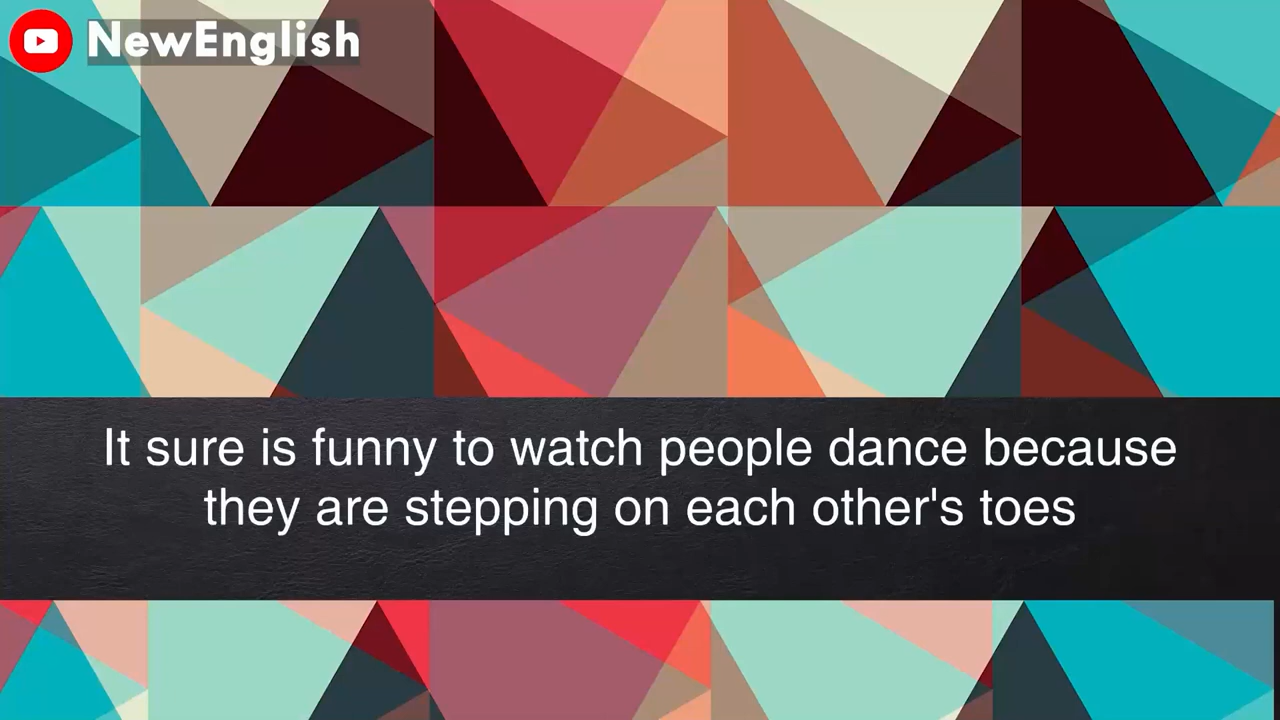 NewEnglish
It sure is funny to watch people dance because
they are stepping on each other's toes